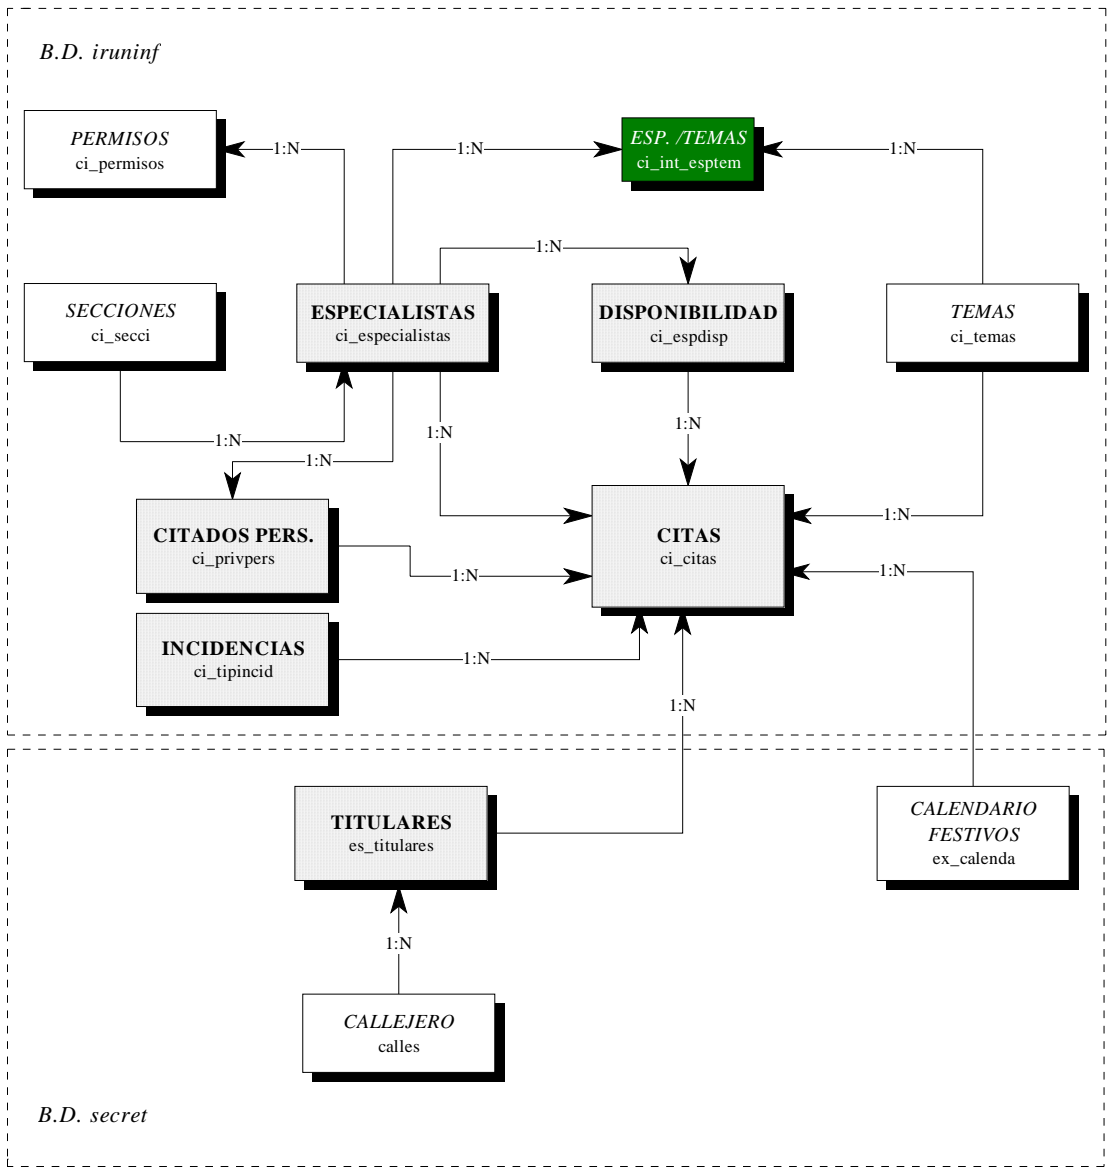 B.D. iruninf
PERMISOS
ci_permisos
1:N
1:N
ESP. /TEMAS
ci_int_esptem
1:N
1:N
SECCIONES
ci_secci
ESPECIALISTAS
ci_especialistas
DISPONIBILIDAD
ci_espdisp
TEMAS
ci_temas
1:N
1:N
1:N
1:N
CITADOS PERS.
ci_privpers
CITAS
ci_citas
1:N
1:N
1:N
INCIDENCIAS
ci_tipincid
1:N
1:N
TITULARES
es_titulares
CALENDARIO
FESTIVOS
ex_calenda
1:N
CALLEJERO
calles
B.D. secret